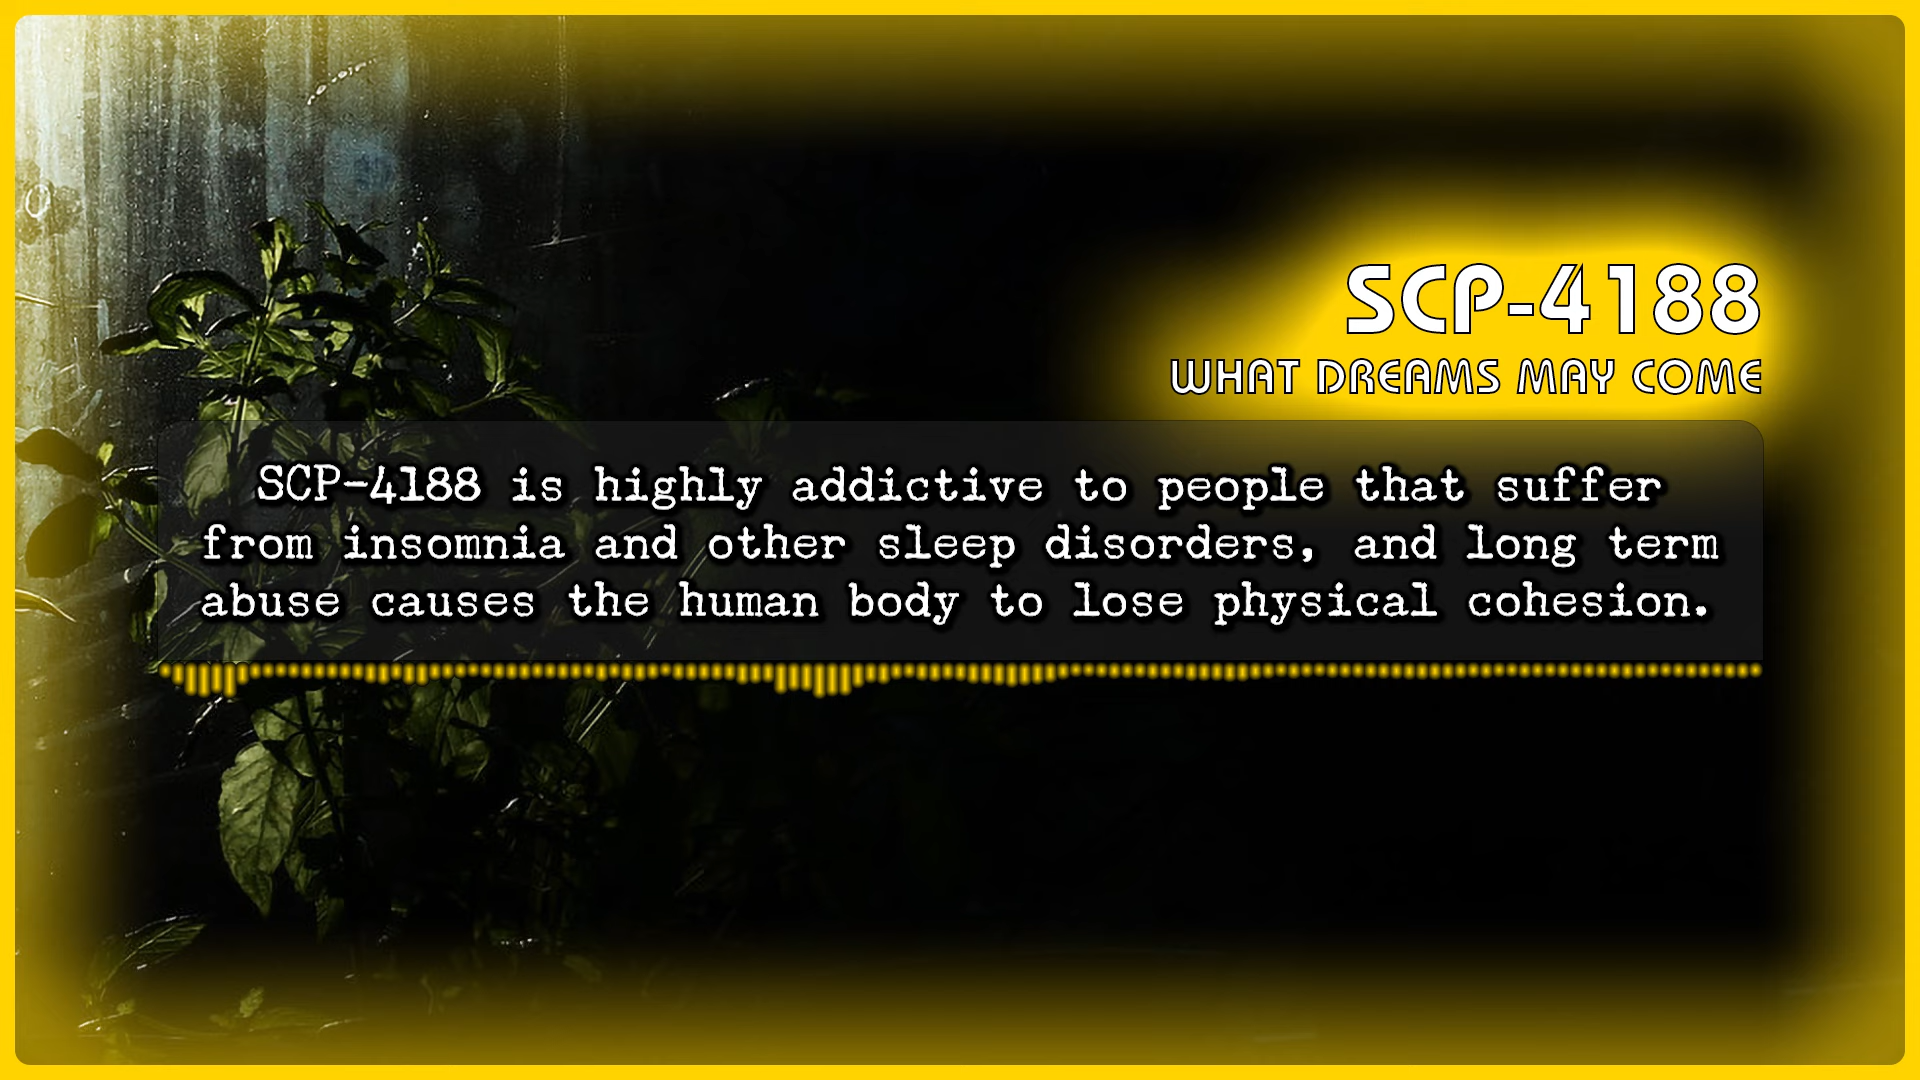 SCP-4188
WHAT DREAMS MAY COME
SCP-4188 is highly addictive to people that suffer
from insomnia and other sleep disorders, and long term
abuse causes the human body to lose physical cohesion.